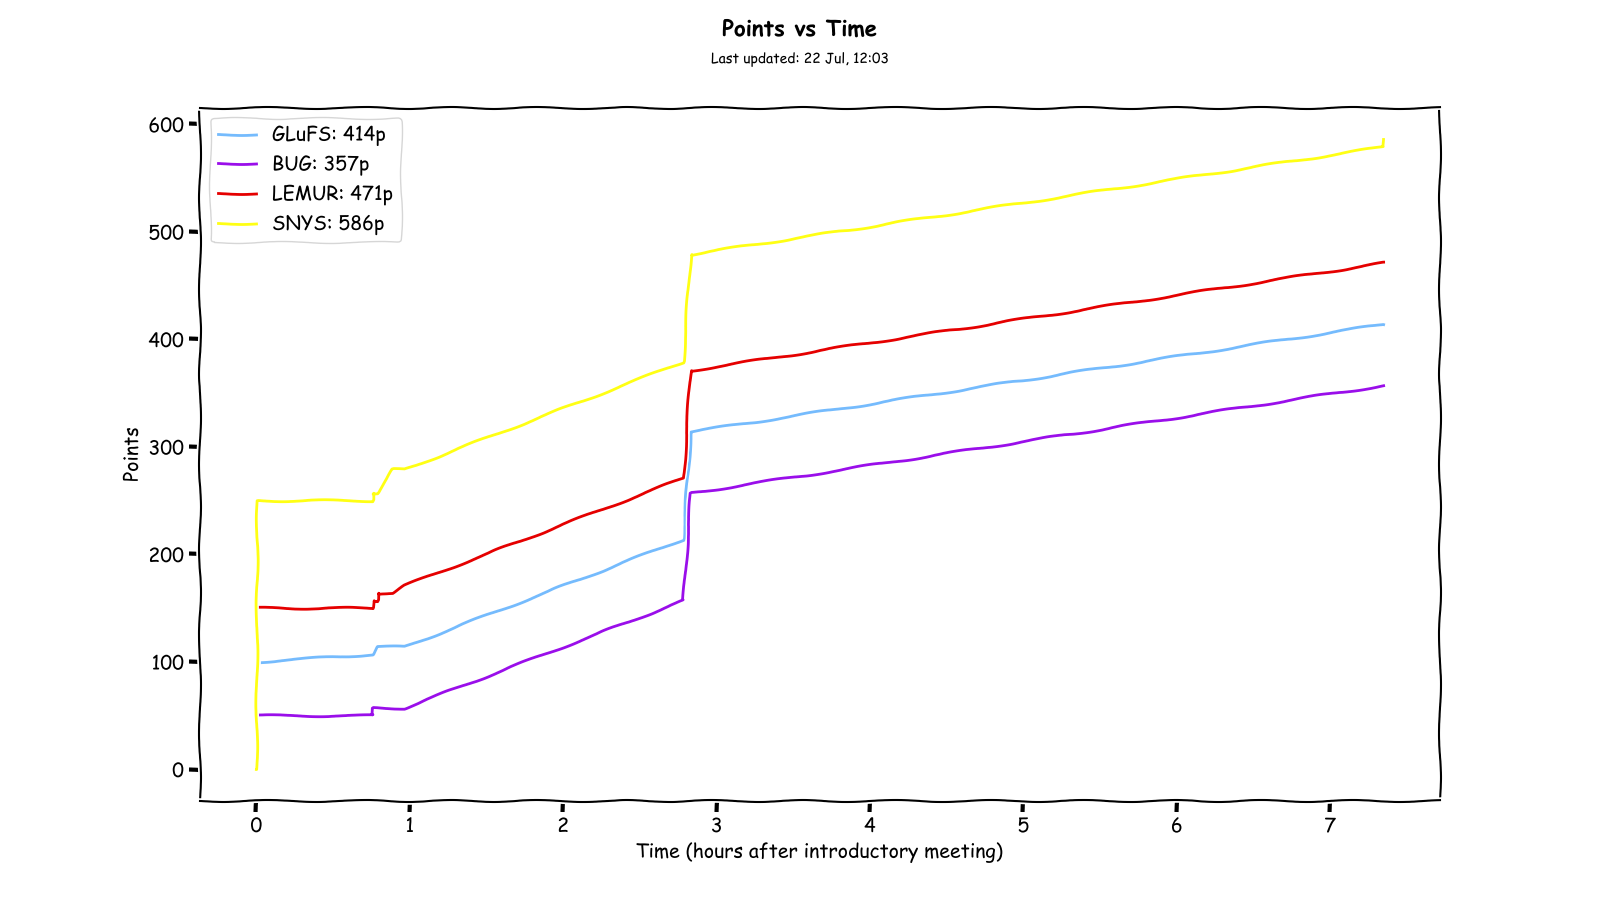 Points vs Time
Last updated: 22 Jul, 12:03
GLuFS: 414p
BUG: 357p
LEMUR: 471p
SNYS: 586p
600
500
400
300
200
100
0
Points
0 1 2 3 4 5 6 7
Time (hours after introductory meeting)